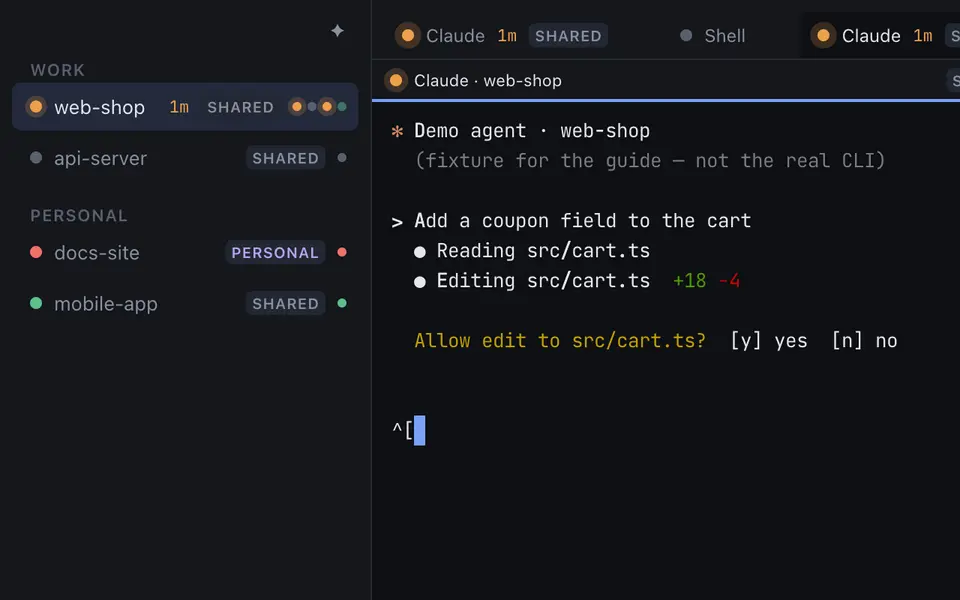 WORK
web-shop 1m SHARED
api-server SHARED
PERSONAL
docs-site PERSONAL
mobile-app SHARED
Claude 1m SHARED Shell Claude 1m S
Claude · web-shop S
* Demo agent · web-shop
(fixture for the guide — not the real CLI)
> Add a coupon field to the cart
● Reading src/cart.ts
● Editing src/cart.ts +18 -4
Allow edit to src/cart.ts? [y] yes [n] no
^[